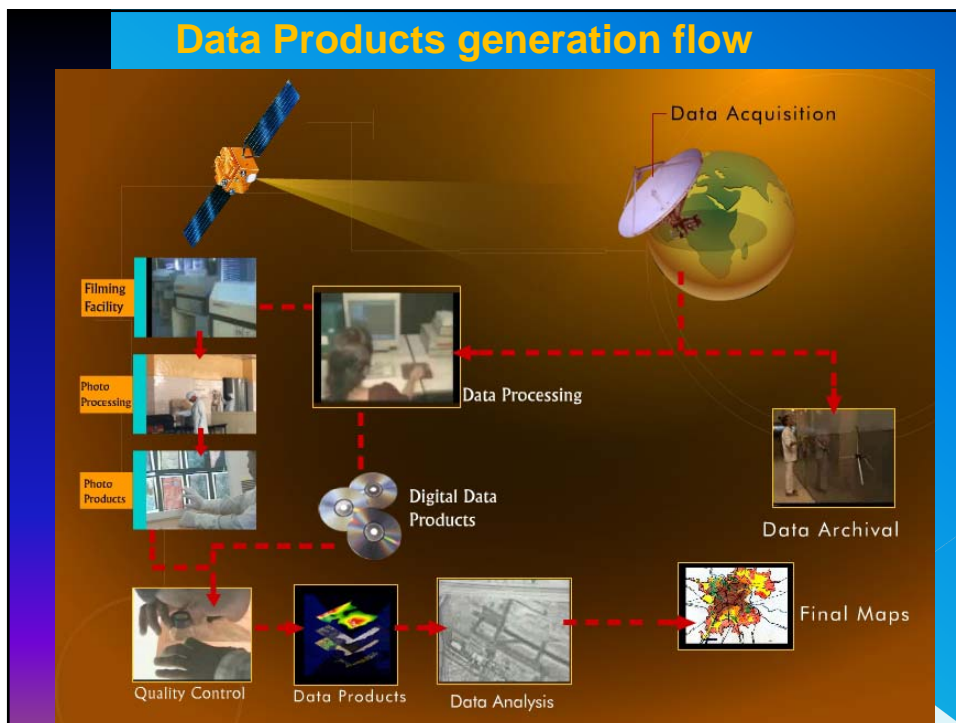 Data Products generation flow
Data Acquisition
Filming
Facility
Photo
Processing
Data Processing
Photo
Products
Digital Data
Products
Data Archival
Final Maps
Quality Control
Data Products
Data Analysis